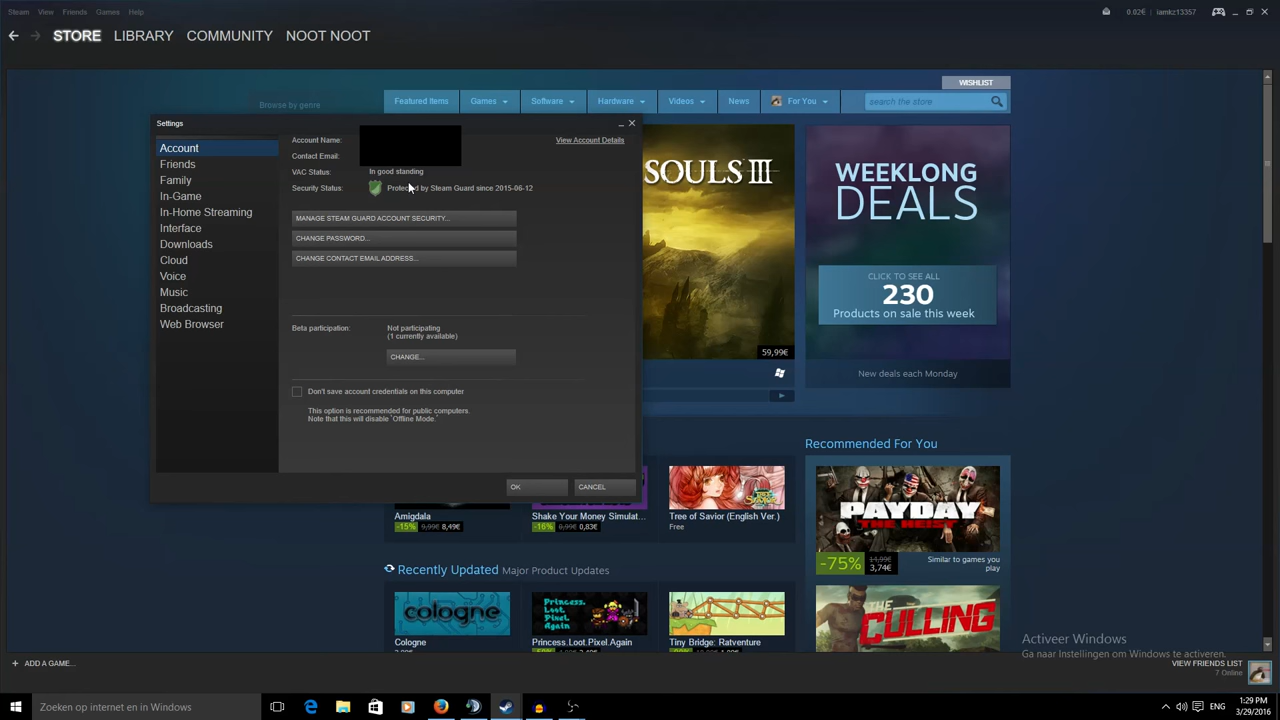 Steam View Friends Games Help
0.02€ iamkz13357
STORE LIBRARY COMMUNITY NOOT NOOT
WISHLIST
Browse by genre
Featured Items Games Software Hardware Videos News For You search the store
Settings
Account
Friends
Family
In-Game
In-Home Streaming
Interface
Downloads
Cloud
Voice
Music
Broadcasting
Web Browser
Account Name:
View Account Details
Contact Email:
VAC Status: In good standing
Security Status: Protected by Steam Guard since 2015-06-12
MANAGE STEAM GUARD ACCOUNT SECURITY...
CHANGE PASSWORD...
CHANGE CONTACT EMAIL ADDRESS...
Beta participation: Not participating
(1 currently available)
CHANGE...
Don't save account credentials on this computer
This option is recommended for public computers.
Note that this will disable 'Offline Mode.'
OK CANCEL
SOULS III
59,99€
WEEKLONG
DEALS
CLICK TO SEE ALL
230
Products on sale this week
New deals each Monday
Amigdala
-15% 9,99€ 8,49€
Shake Your Money Simulat...
-16% 0,99€ 0,83€
Tree of Savior (English Ver.)
Free
Recommended For You
PAYDAY
THE HEIST
-75% 14,99€ 3,74€
Similar to games you
play
THE
CULLING
Recently Updated Major Product Updates
cologne
Cologne
Princess.
Loot.
Pixel.
Again
Princess.Loot.Pixel.Again
Tiny Bridge: Ratventure
Activeer Windows
Ga naar Instellingen om Windows te activeren.
+ ADD A GAME...
VIEW FRIENDS LIST
7 Online
Zoeken op internet en in Windows
ENG
1:29 PM
3/29/2016